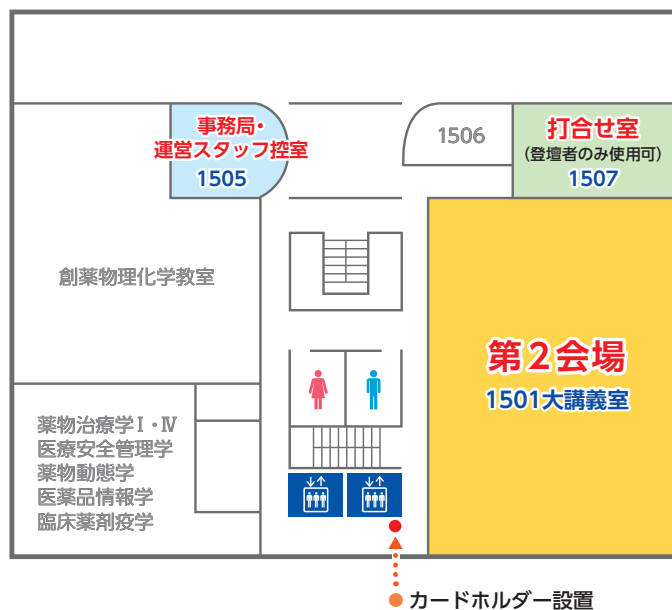 事務局・
運営スタッフ控室
1505
1506
打合せ室
(登壇者のみ使用可)
1507
創薬物理化学教室
第2会場
1501大講義室
薬物治療学Ⅰ・Ⅳ
医療安全管理学
薬物動態学
医薬品情報学
臨床薬剤疫学
カードホルダー設置